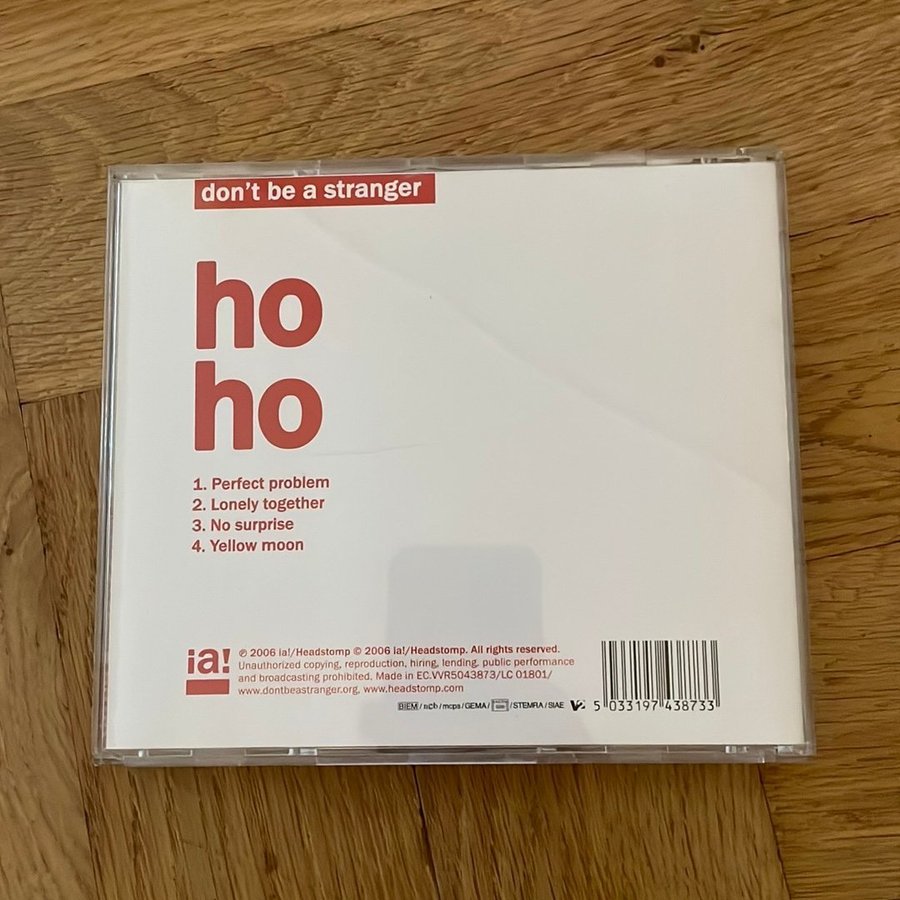 don't be a stranger
ho
ho
1. Perfect problem
2. Lonely together
3. No surprise
4. Yellow moon
ia!
℗ 2006 ia!/Headstomp © 2006 ia!/Headstomp. All rights reserved.
Unauthorized copying, reproduction, hiring, lending, public performance
and broadcasting prohibited. Made in EC.VVR5043873/LC 01801/
www.dontbeastranger.org, www.headstomp.com
BIEM / ncb / mcps / GEMA / / STEMRA / SIAE V2 5 033197 438733